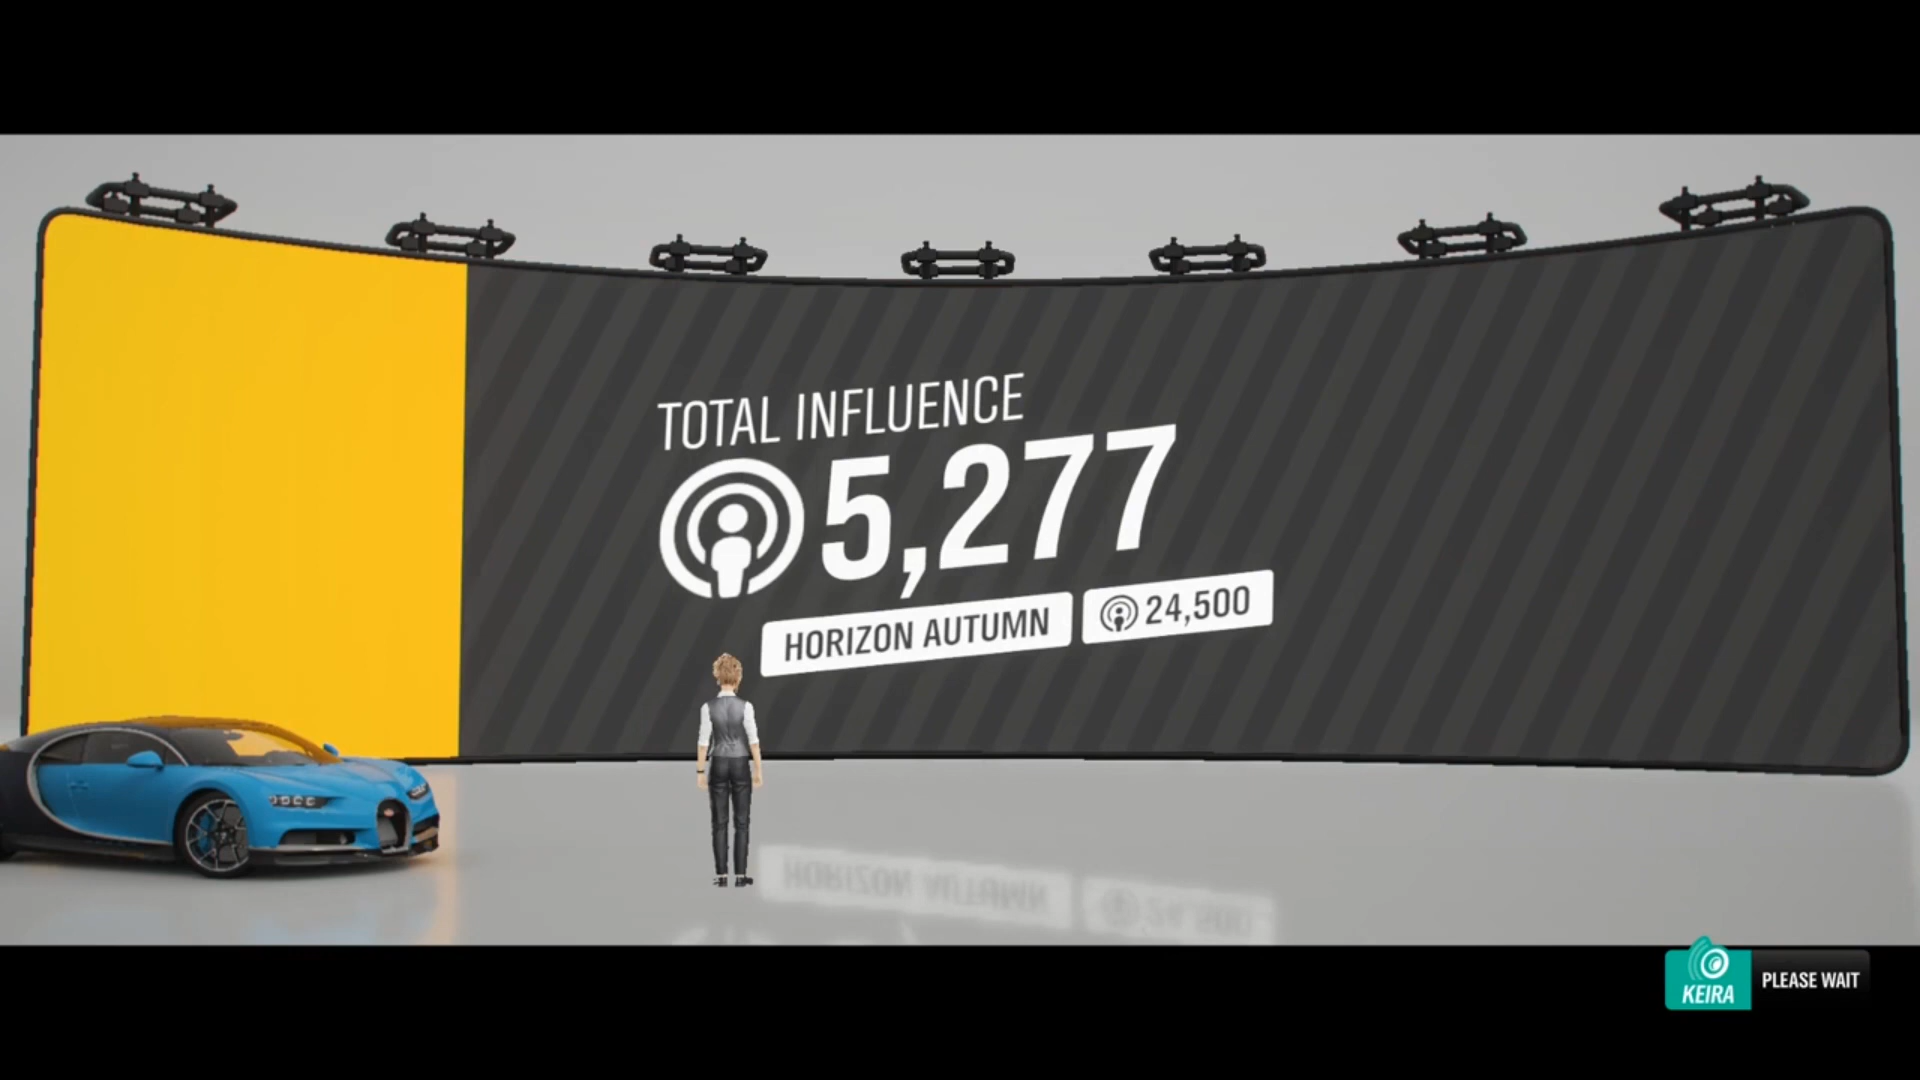 TOTAL INFLUENCE
5,277
HORIZON AUTUMN 24,500
KEIRA PLEASE WAIT